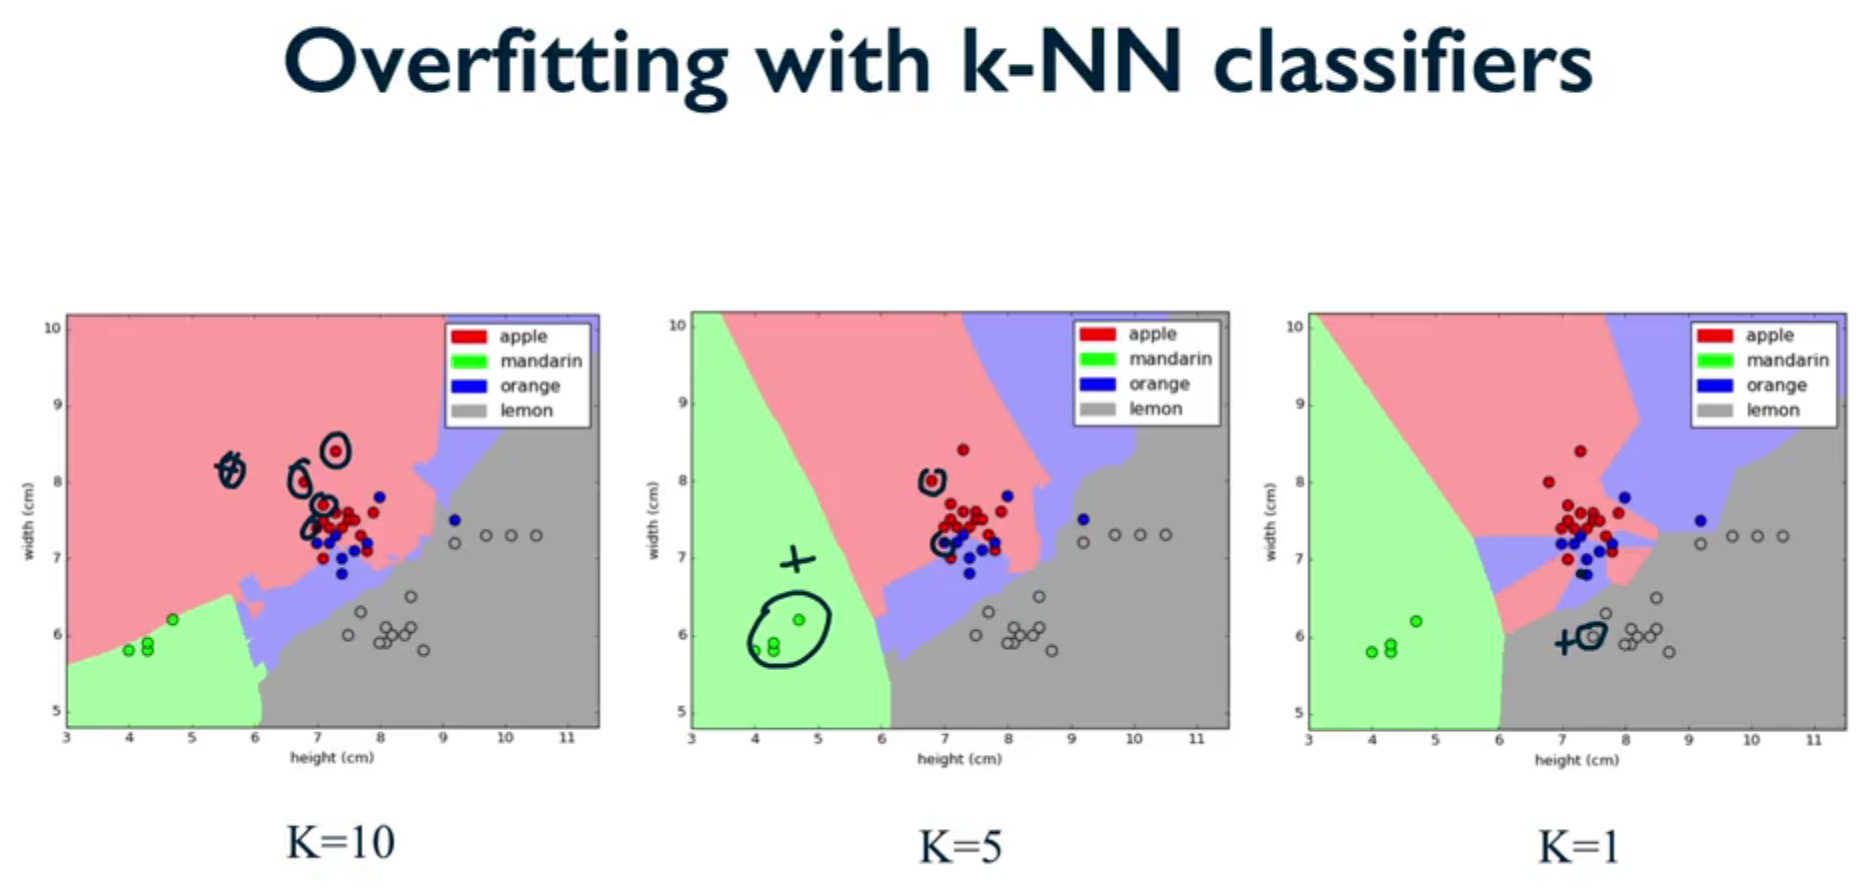 Overfitting with k-NN classifiers
10
9
8
7
6
5
width (cm)
3 4 5 6 7 8 9 10 11
height (cm)
apple
mandarin
orange
lemon
K=10
10
9
8
7
6
5
width (cm)
3 4 5 6 7 8 9 10 11
height (cm)
apple
mandarin
orange
lemon
K=5
10
9
8
7
6
5
width (cm)
3 4 5 6 7 8 9 10 11
height (cm)
apple
mandarin
orange
lemon
K=1